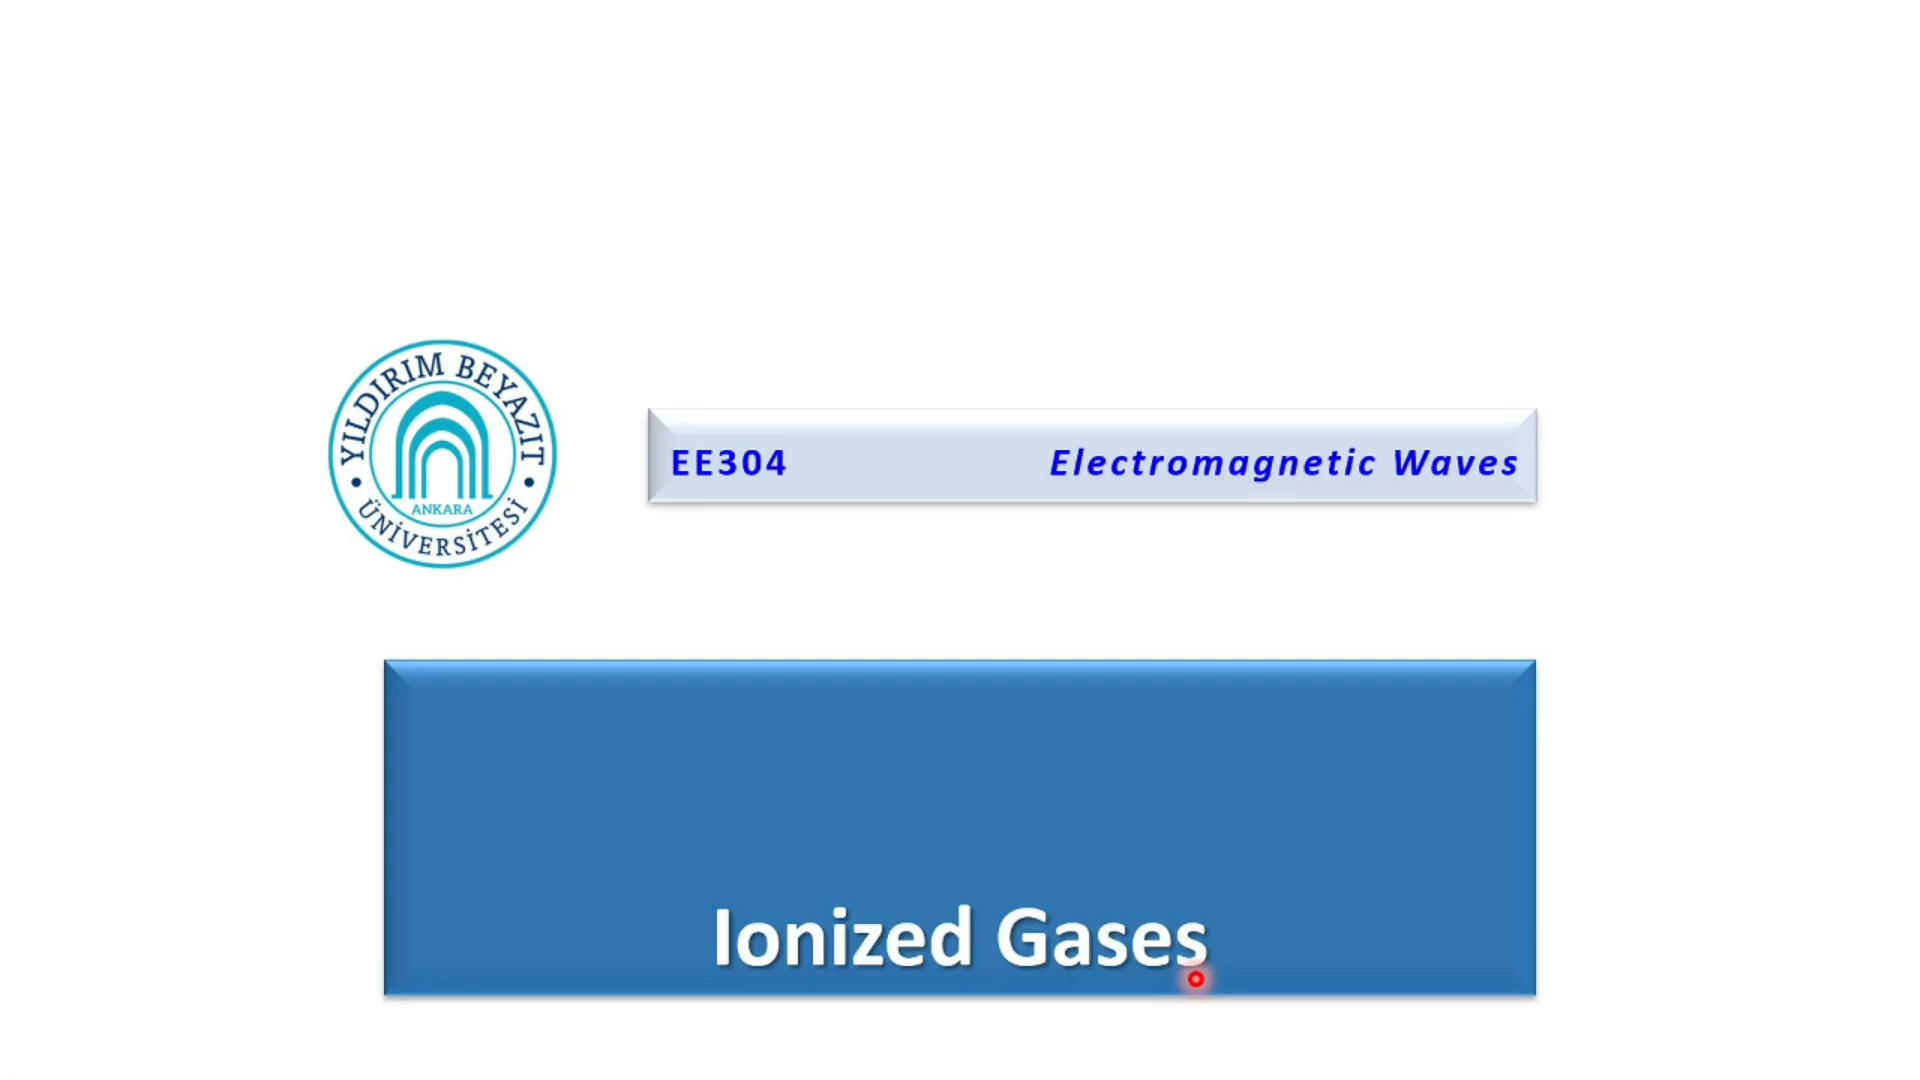 YILDIRIM BEYAZIT
ANKARA
ÜNİVERSİTESİ
EE304 Electromagnetic Waves
Ionized Gases